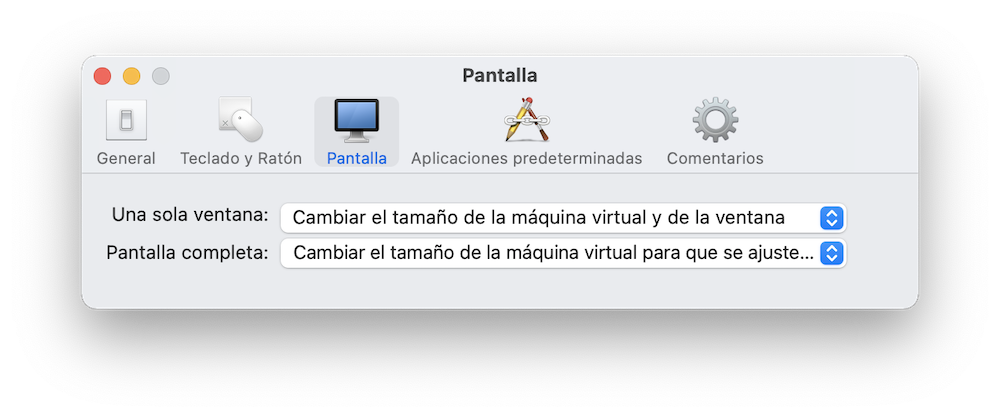 Pantalla
General
Teclado y Ratón
Pantalla
Aplicaciones predeterminadas
Comentarios
Una sola ventana: Cambiar el tamaño de la máquina virtual y de la ventana
Pantalla completa: Cambiar el tamaño de la máquina virtual para que se ajuste...